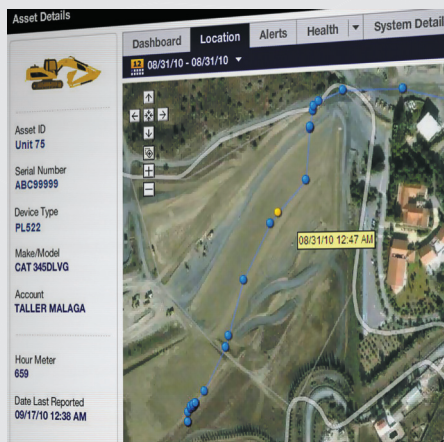 Asset Details
Dashboard
Location
Alerts
Health
System Detail
12 08/31/10 - 08/31/10
Asset ID
Unit 75
Serial Number
ABC99999
Device Type
PL522
Make/Model
CAT 345DLVG
Account
TALLER MALAGA
Hour Meter
659
Date Last Reported
09/17/10 12:38 AM
08/31/10 12:47 AM